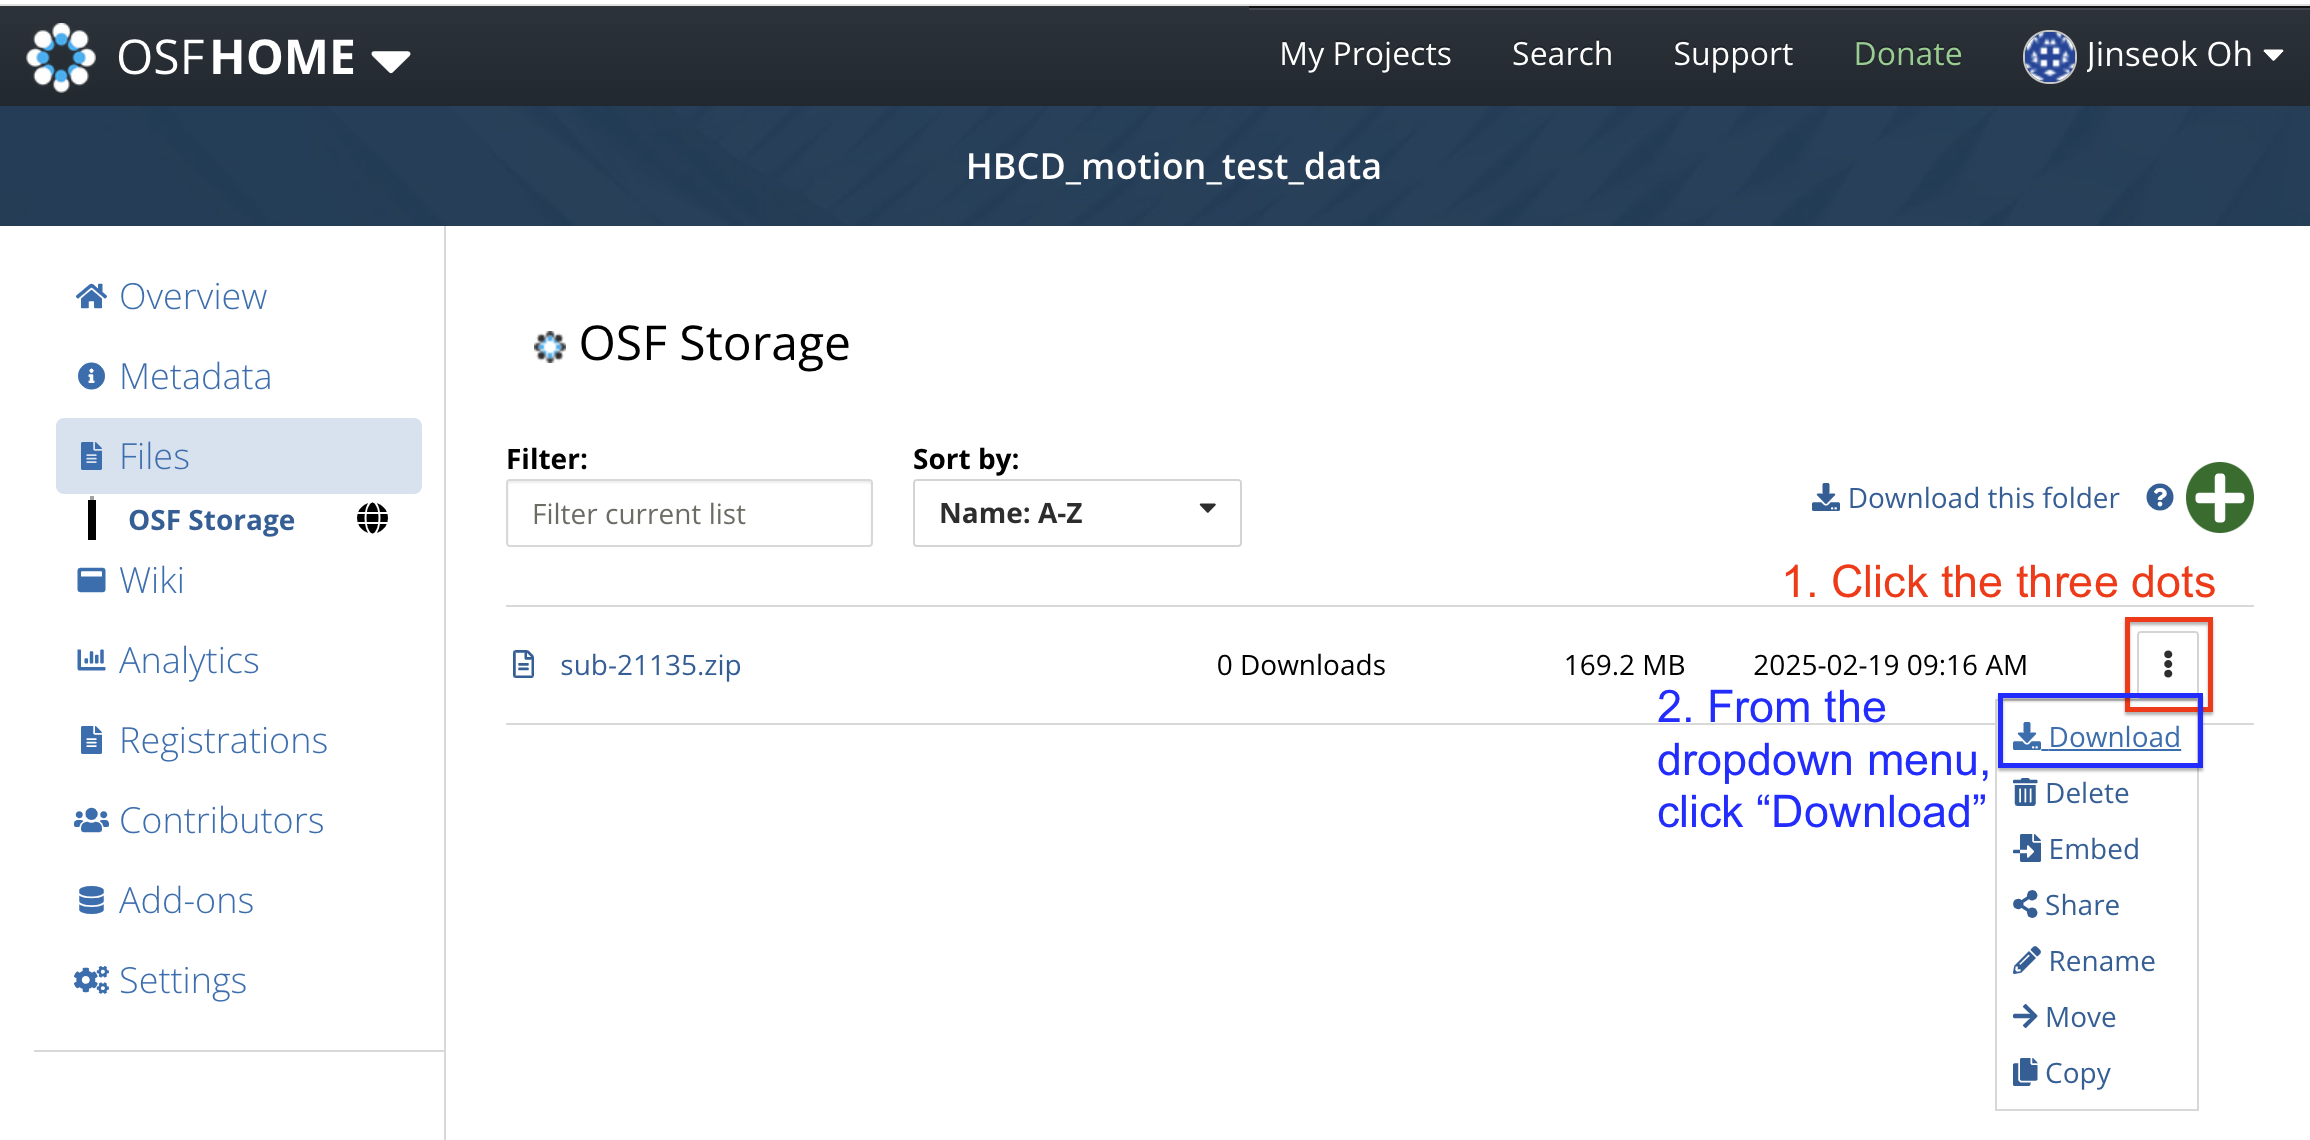 OSFHOME
My Projects
Search
Support
Donate
Jinseok Oh
HBCD_motion_test_data
Overview
Metadata
Files
OSF Storage
Wiki
Analytics
Registrations
Contributors
Add-ons
Settings
OSF Storage
Filter:
Filter current list
Sort by:
Name: A-Z
Download this folder
1. Click the three dots
sub-21135.zip
0 Downloads
169.2 MB
2025-02-19 09:16 AM
2. From the
dropdown menu,
click “Download”
Download
Delete
Embed
Share
Rename
Move
Copy